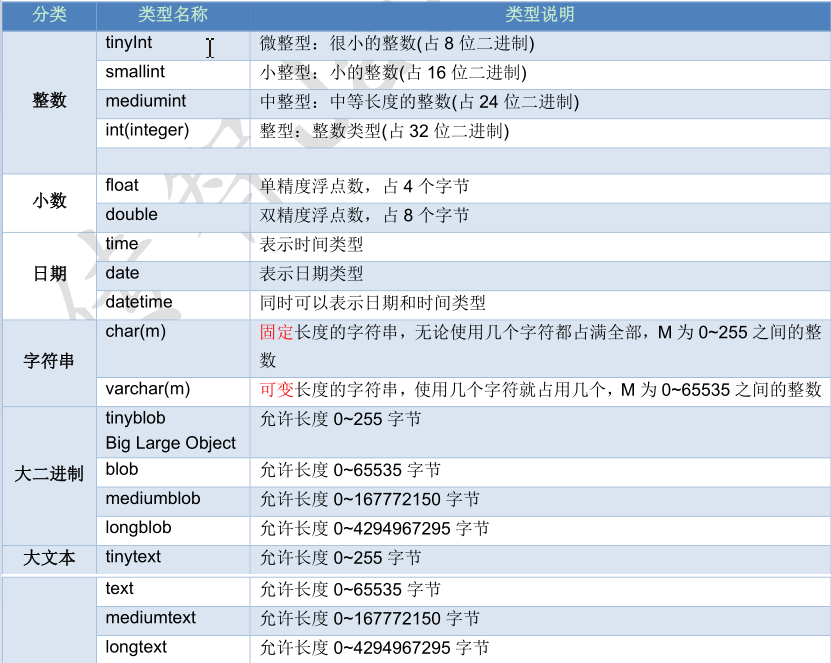 分类 类型名称 类型说明
整数
tinyInt 微整型：很小的整数(占 8 位二进制)
smallint 小整型：小的整数(占 16 位二进制)
mediumint 中整型：中等长度的整数(占 24 位二进制)
int(integer) 整型：整数类型(占 32 位二进制)
小数
float 单精度浮点数，占 4 个字节
double 双精度浮点数，占 8 个字节
日期
time 表示时间类型
date 表示日期类型
datetime 同时可以表示日期和时间类型
字符串
char(m) 固定长度的字符串，无论使用几个字符都占满全部，M 为 0~255 之间的整
数
varchar(m) 可变长度的字符串，使用几个字符就占用几个，M 为 0~65535 之间的整数
大二进制
tinyblob 允许长度 0~255 字节
Big Large Object
blob 允许长度 0~65535 字节
mediumblob 允许长度 0~167772150 字节
longblob 允许长度 0~4294967295 字节
大文本
tinytext 允许长度 0~255 字节
text 允许长度 0~65535 字节
mediumtext 允许长度 0~167772150 字节
longtext 允许长度 0~4294967295 字节